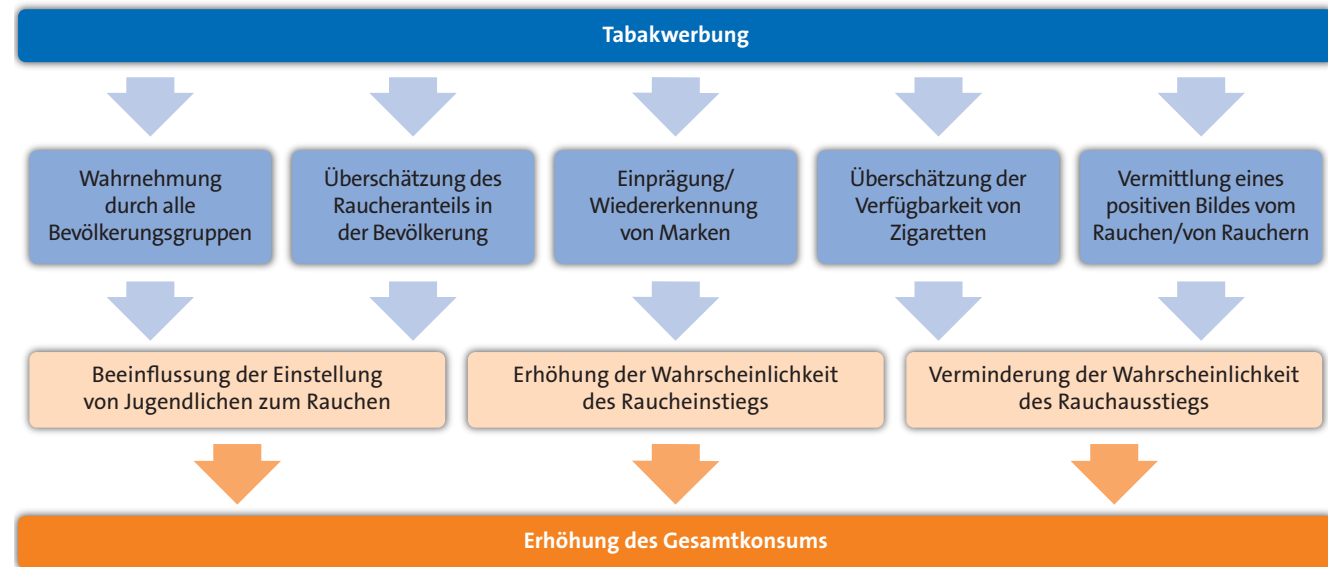 Tabakwerbung
Wahrnehmung
durch alle
Bevölkerungsgruppen
Überschätzung des
Raucheranteils in
der Bevölkerung
Einprägung/
Wiedererkennung
von Marken
Überschätzung der
Verfügbarkeit von
Zigaretten
Vermittlung eines
positiven Bildes vom
Rauchen/von Rauchern
Beeinflussung der Einstellung
von Jugendlichen zum Rauchen
Erhöhung der Wahrscheinlichkeit
des Raucheinstiegs
Verminderung der Wahrscheinlichkeit
des Rauchausstiegs
Erhöhung des Gesamtkonsums